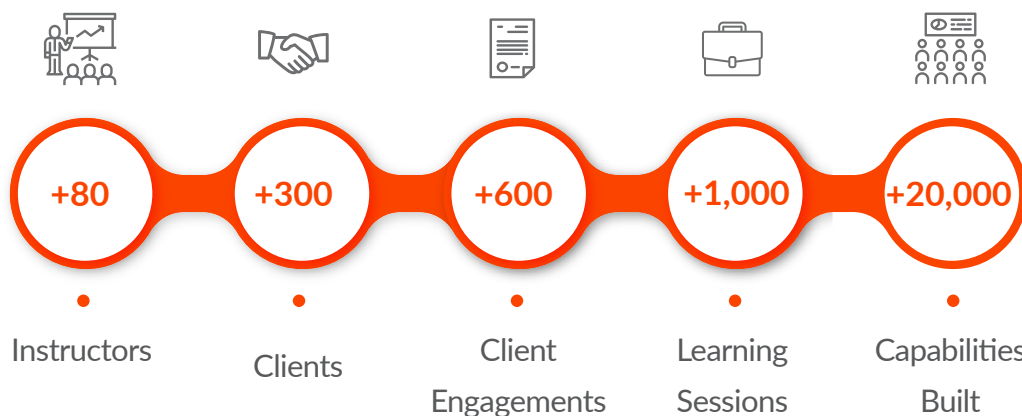 +80
+300
+600
+1,000
+20,000
Instructors
Clients
Client
Engagements
Learning
Sessions
Capabilities
Built